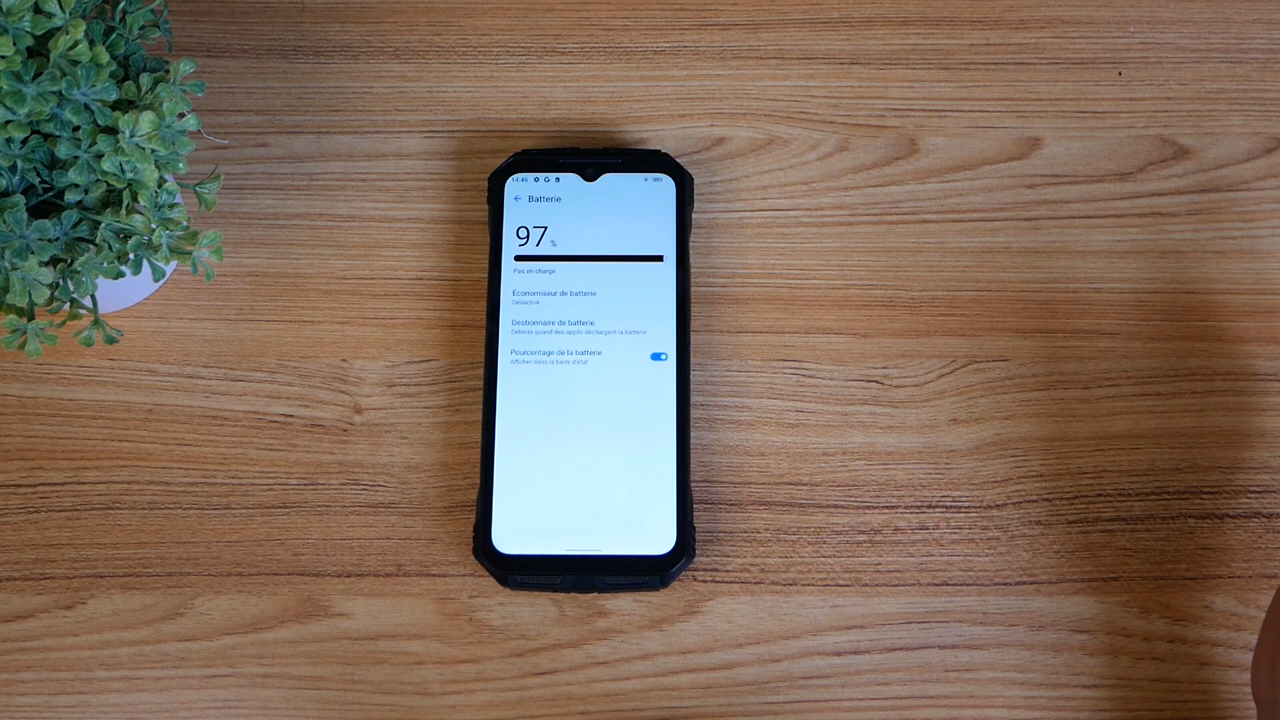 14:46
Batterie
97 %
Pas en charge
Économiseur de batterie
Désactivé
Gestionnaire de batterie
Détecte quand des applis déchargent la batterie
Pourcentage de la batterie
Afficher dans la barre d'état